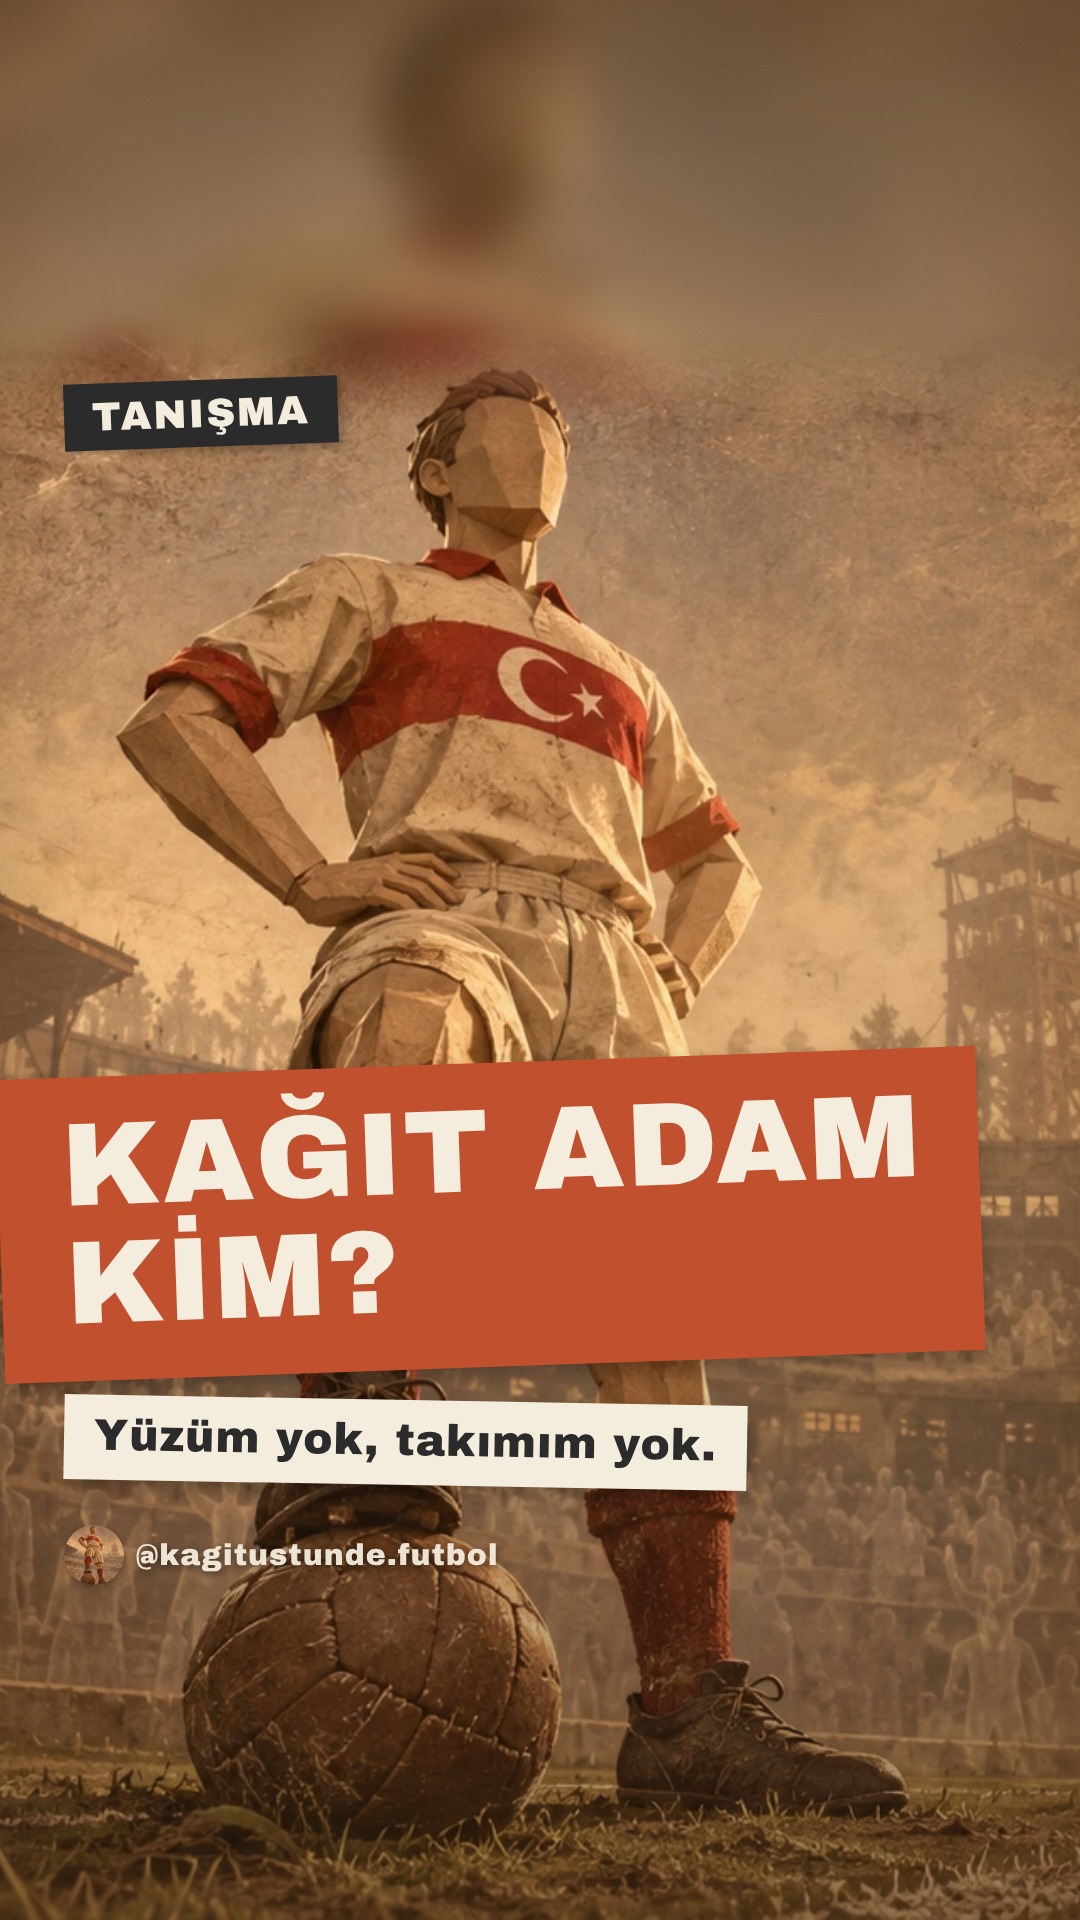 TANIŞMA
KAĞIT ADAM
KİM?
Yüzüm yok, takımım yok.
@kagitustunde.futbol